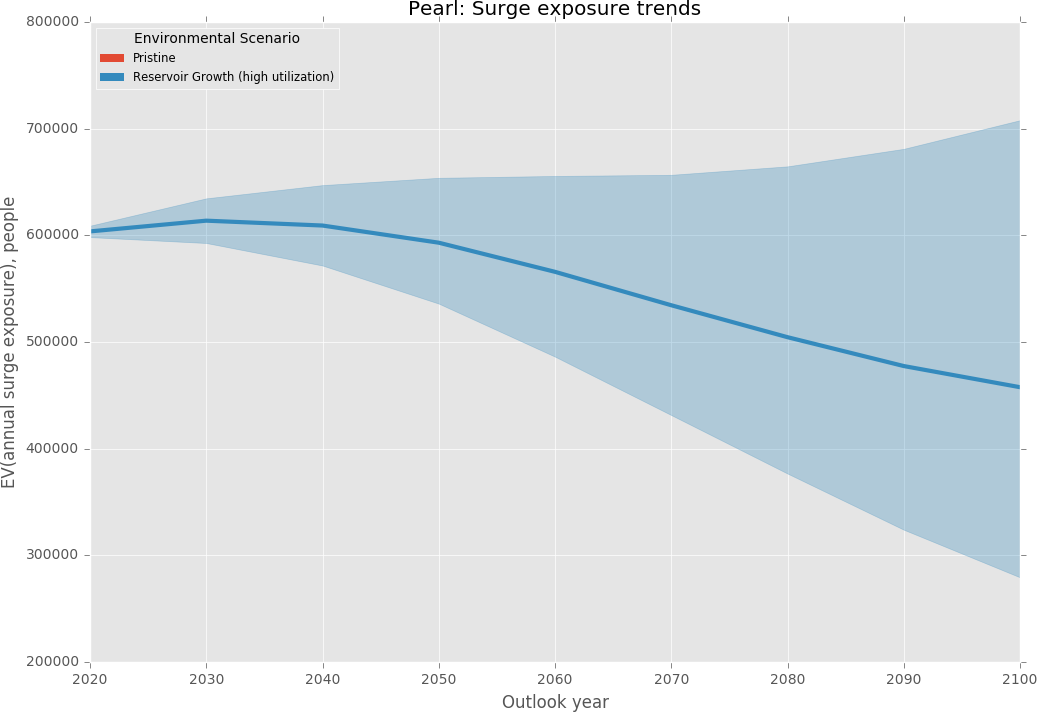 Pearl: Surge exposure trends
Environmental Scenario
Pristine
Reservoir Growth (high utilization)
EV(annual surge exposure), people
800000
700000
600000
500000
400000
300000
200000
2020 2030 2040 2050 2060 2070 2080 2090 2100
Outlook year